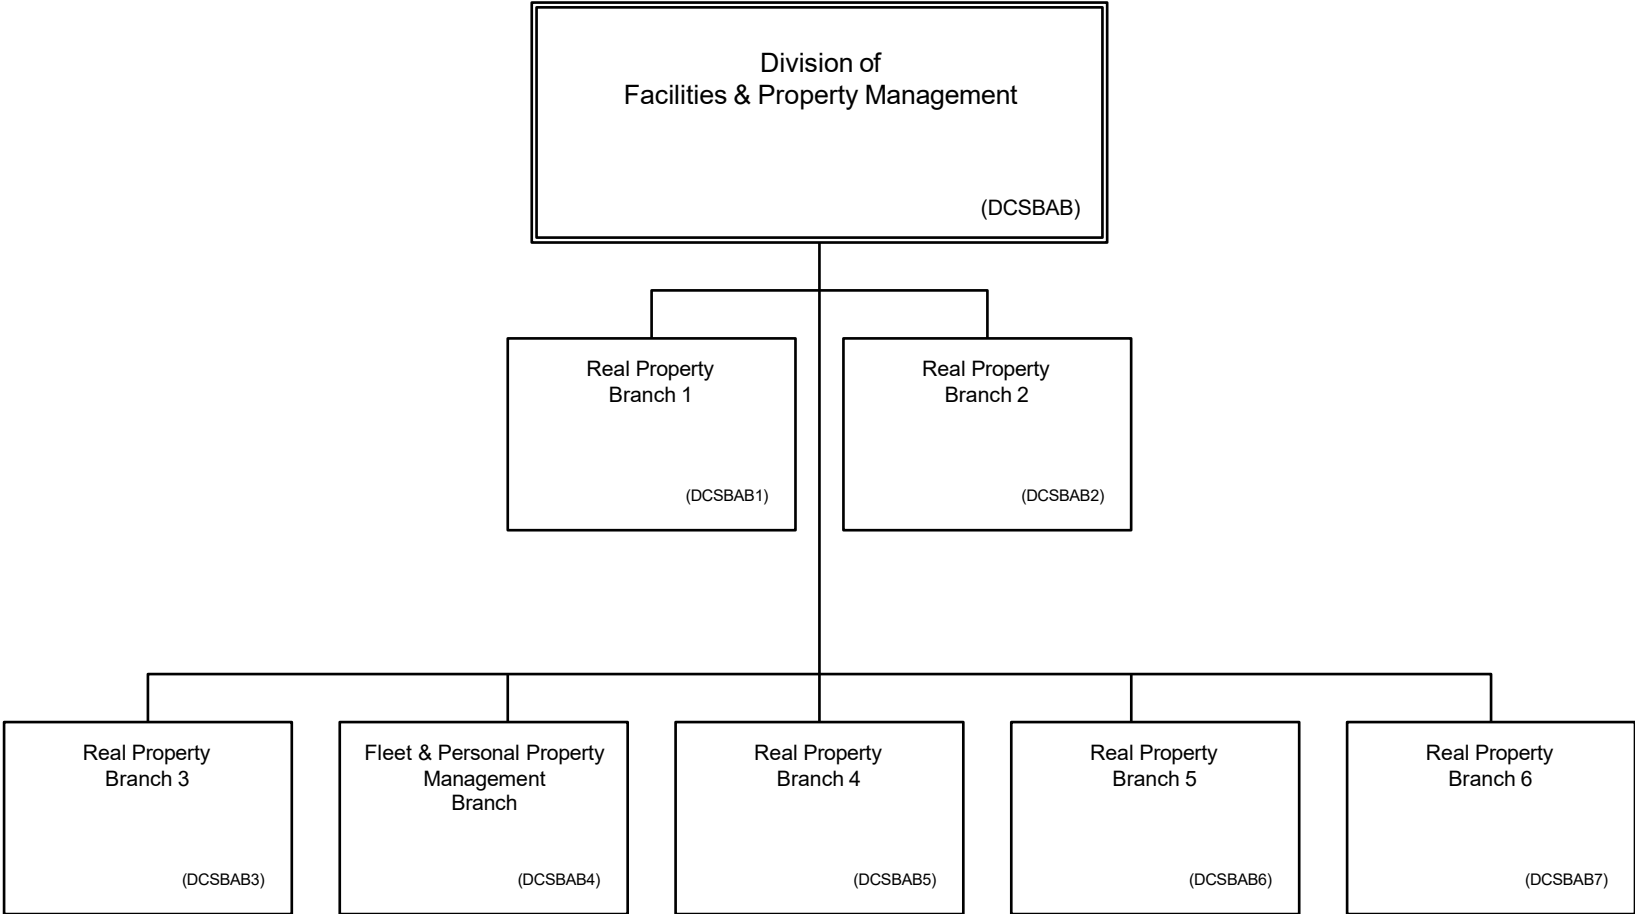 Division of
Facilities & Property Management
(DCSBAB)
Real Property
Branch 1
(DCSBAB1)
Real Property
Branch 2
(DCSBAB2)
Real Property
Branch 3
(DCSBAB3)
Fleet & Personal Property
Management
Branch
(DCSBAB4)
Real Property
Branch 4
(DCSBAB5)
Real Property
Branch 5
(DCSBAB6)
Real Property
Branch 6
(DCSBAB7)